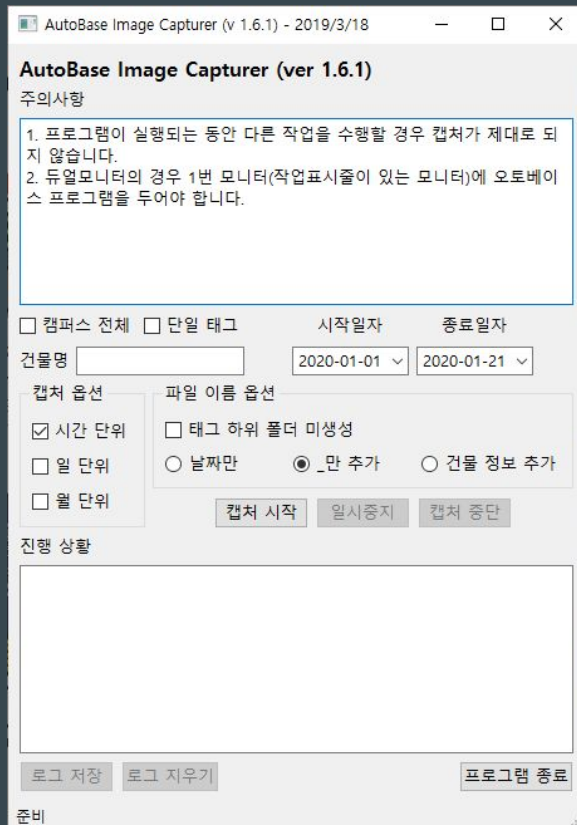 AutoBase Image Capturer (v 1.6.1) - 2019/3/18
AutoBase Image Capturer (ver 1.6.1)
주의사항
1. 프로그램이 실행되는 동안 다른 작업을 수행할 경우 캡처가 제대로 되
지 않습니다.
2. 듀얼모니터의 경우 1번 모니터(작업표시줄이 있는 모니터)에 오토베이
스 프로그램을 두어야 합니다.
캠퍼스 전체 단일 태그 시작일자 종료일자
건물명 2020-01-01 2020-01-21
캡처 옵션 파일 이름 옵션
시간 단위 태그 하위 폴더 미생성
일 단위 날짜만 _만 추가 건물 정보 추가
월 단위
캡처 시작 일시중지 캡처 중단
진행 상황
로그 저장 로그 지우기 프로그램 종료
준비